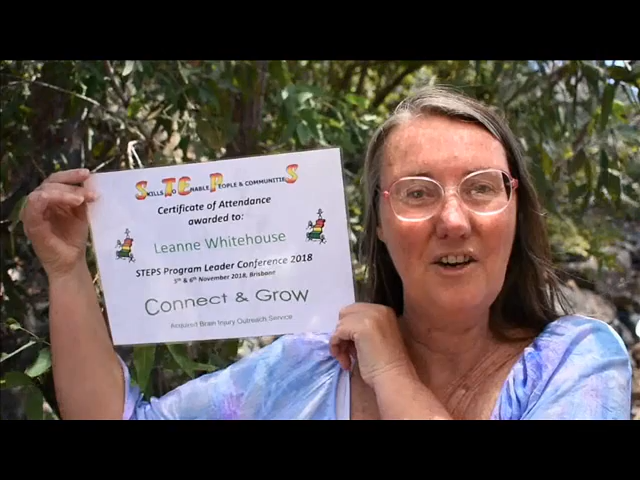 SKILLS TO ENABLE PEOPLE & COMMUNITIES
Certificate of Attendance
awarded to:
Leanne Whitehouse
STEPS Program Leader Conference 2018
5th & 6th November 2018, Brisbane
Connect & Grow
Acquired Brain Injury Outreach Service